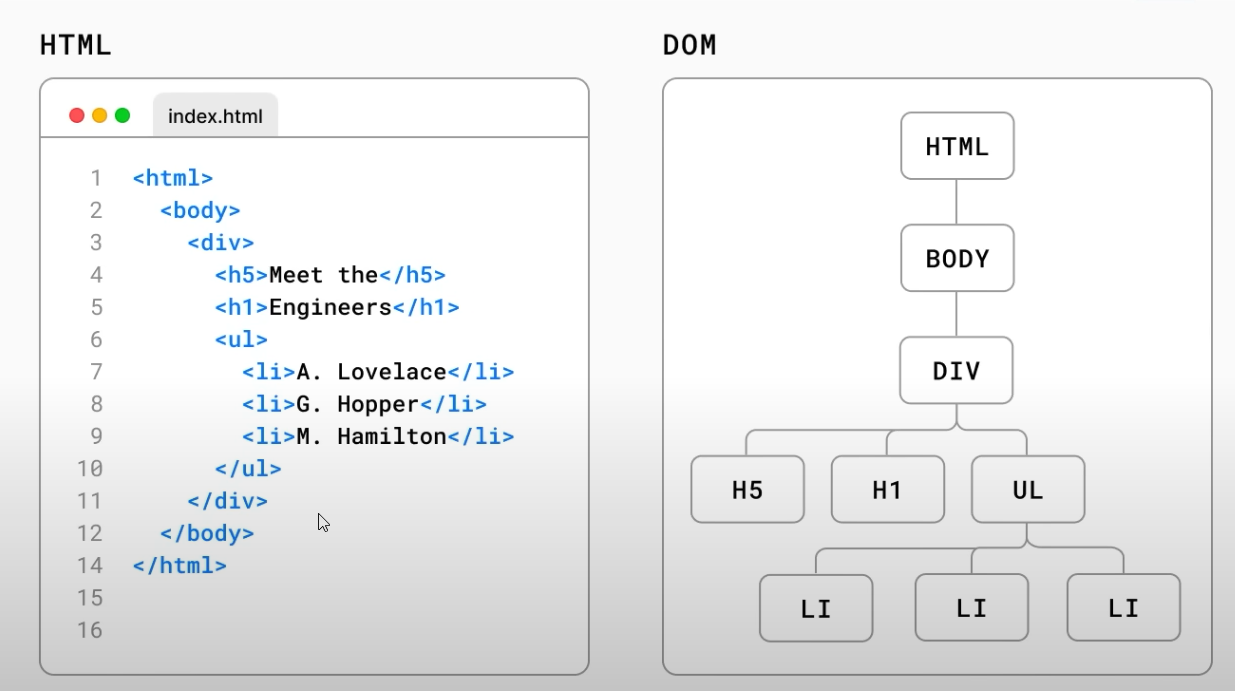 HTML
index.html
1 <html>
2 <body>
3 <div>
4 <h5>Meet the</h5>
5 <h1>Engineers</h1>
6 <ul>
7 <li>A. Lovelace</li>
8 <li>G. Hopper</li>
9 <li>M. Hamilton</li>
10 </ul>
11 </div>
12 </body>
14 </html>
15
16
DOM
HTML
BODY
DIV
H5 H1 UL
LI LI LI